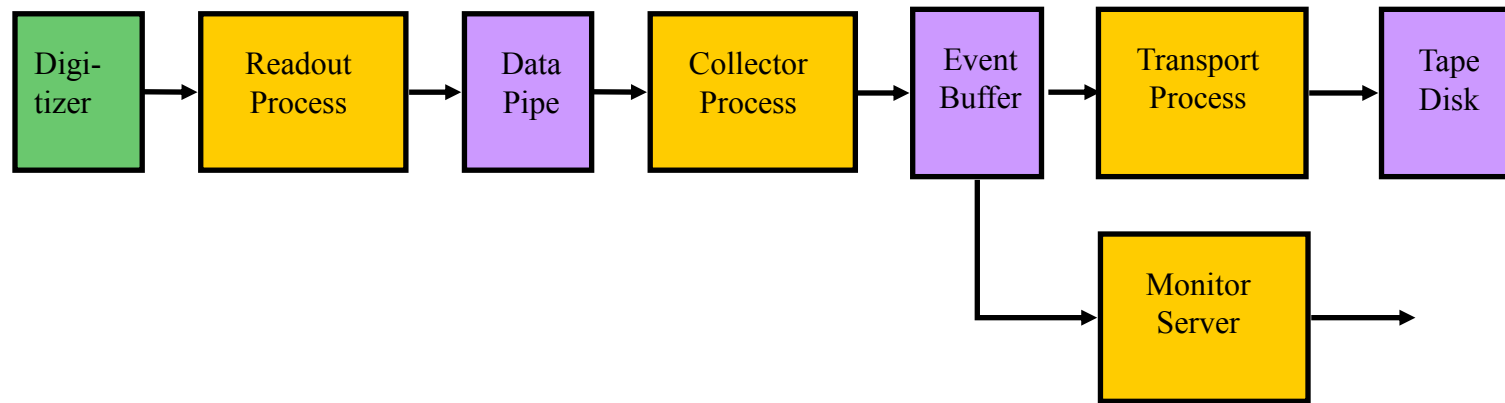 Digi-
tizer
Readout
Process
Data
Pipe
Collector
Process
Event
Buffer
Transport
Process
Tape
Disk
Monitor
Server